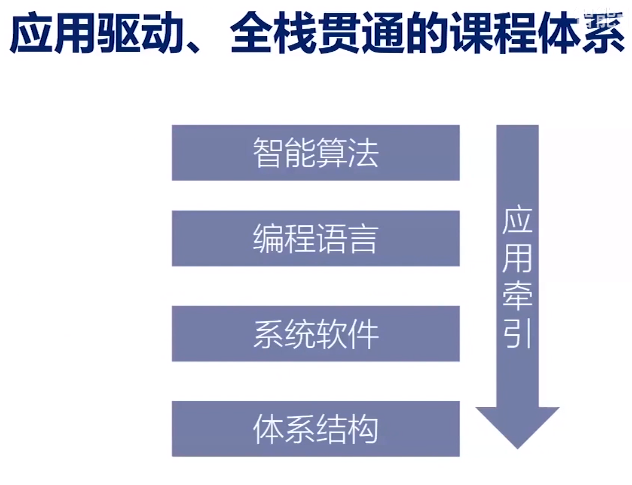 应用驱动、全栈贯通的课程体系
智能算法
编程语言
系统软件
体系结构
应用牵引